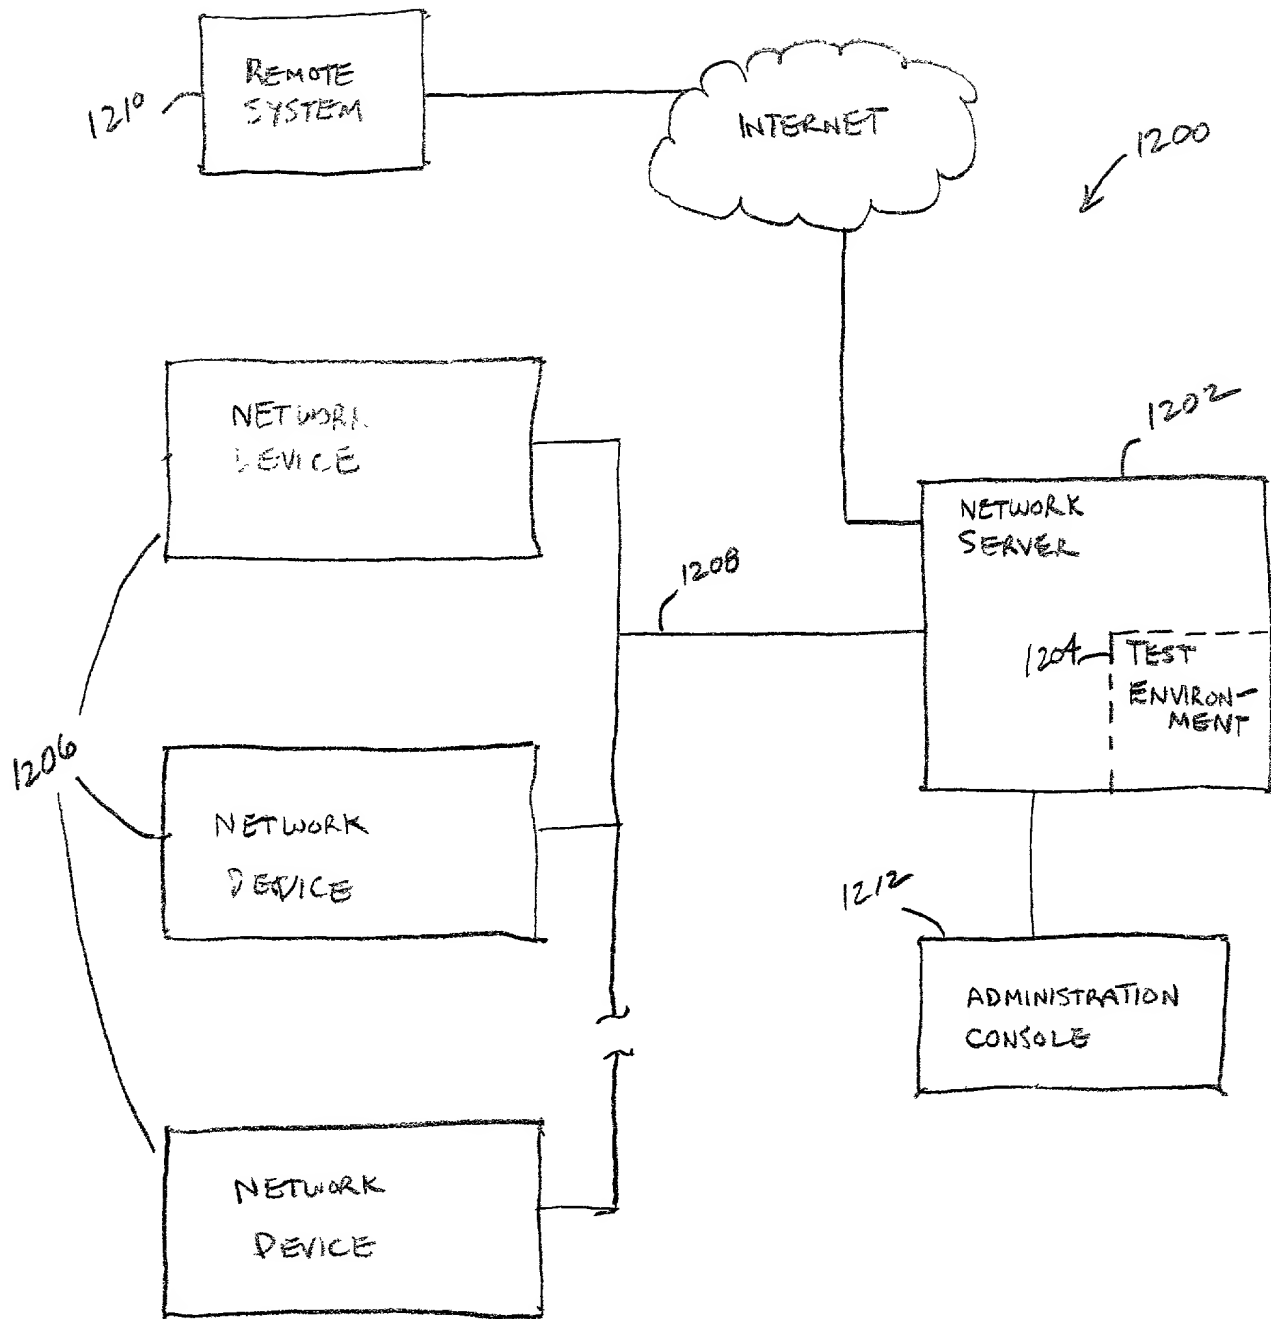 REMOTE
SYSTEM
1210
INTERNET
1200
NETWORK
DEVICE
1202
NETWORK
SERVER
1208
1204
TEST
ENVIRON-
MENT
1206
NETWORK
DEVICE
1212
ADMINISTRATION
CONSOLE
NETWORK
DEVICE